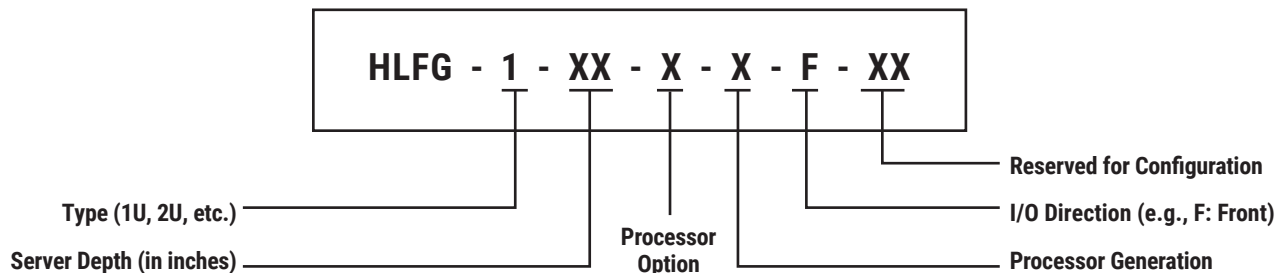 HLFG - 1 - XX - X - X - F - XX
Reserved for Configuration
Type (1U, 2U, etc.)
I/O Direction (e.g., F: Front)
Processor
Option
Server Depth (in inches)
Processor Generation